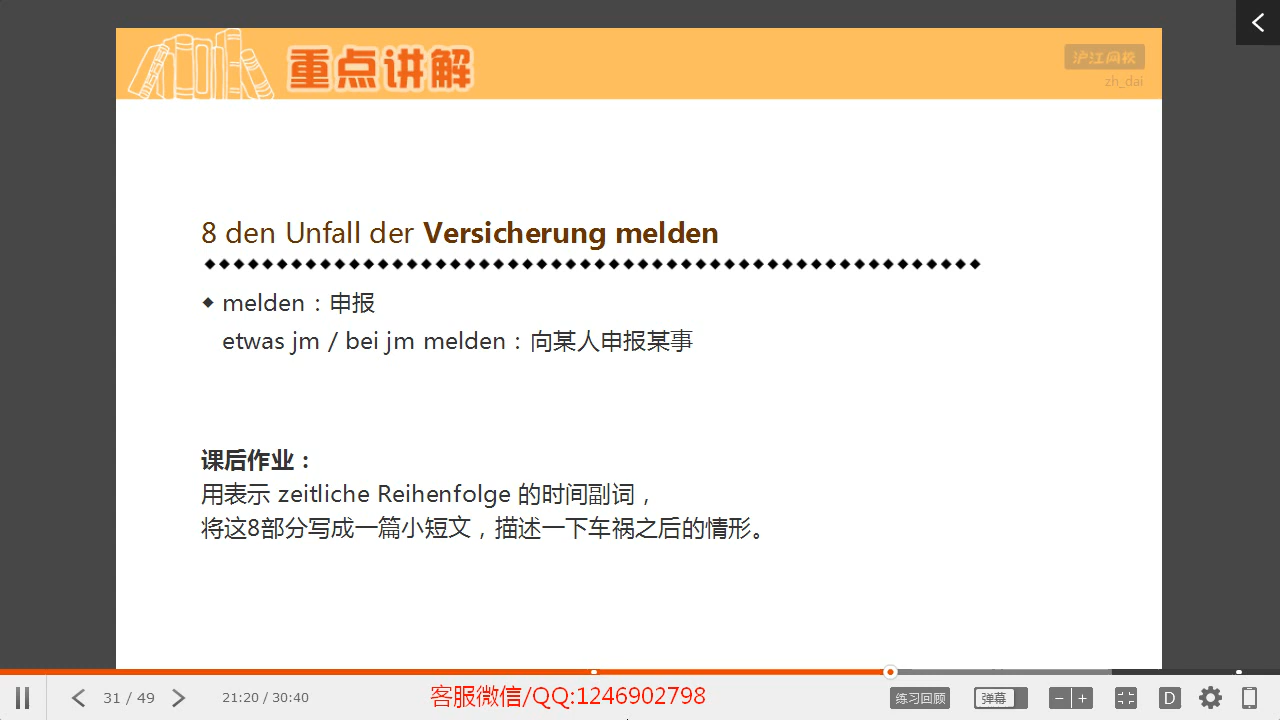 重点讲解
沪江网校
zh_dai
8 den Unfall der Versicherung melden
melden：申报
etwas jm / bei jm melden：向某人申报某事
课后作业：
用表示 zeitliche Reihenfolge 的时间副词，
将这8部分写成一篇小短文，描述一下车祸之后的情形。
31 / 49
21:20 / 30:40
客服微信/QQ:1246902798
练习回顾
弹幕
D